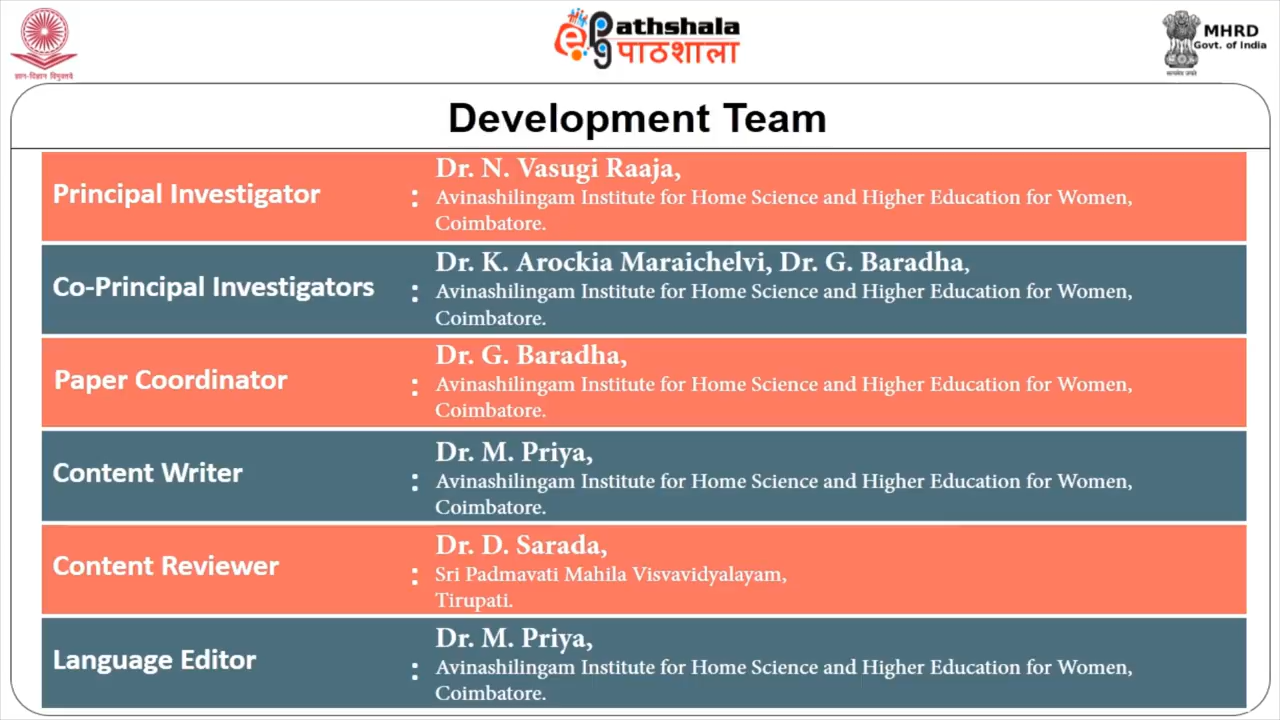 ज्ञान-विज्ञान विमुक्तये
ePathshala
पाठशाला
MHRD
Govt. of India
सत्यमेव जयते
Development Team
Principal Investigator : Dr. N. Vasugi Raaja,
Avinashilingam Institute for Home Science and Higher Education for Women,
Coimbatore.
Co-Principal Investigators : Dr. K. Arockia Maraichelvi, Dr. G. Baradha,
Avinashilingam Institute for Home Science and Higher Education for Women,
Coimbatore.
Paper Coordinator : Dr. G. Baradha,
Avinashilingam Institute for Home Science and Higher Education for Women,
Coimbatore.
Content Writer : Dr. M. Priya,
Avinashilingam Institute for Home Science and Higher Education for Women,
Coimbatore.
Content Reviewer : Dr. D. Sarada,
Sri Padmavati Mahila Visvavidyalayam,
Tirupati.
Language Editor : Dr. M. Priya,
Avinashilingam Institute for Home Science and Higher Education for Women,
Coimbatore.